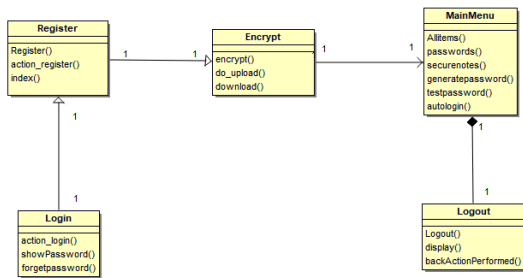 Register
Register()
action_register()
index()
1
1
Encrypt
encrypt()
do_upload()
download()
1
1
MainMenu
Allitems()
passwords()
securenotes()
generatepassword()
testpassword()
autologin()
1
1
1
1
Login
action_login()
showPassword()
forgetpassword()
Logout
Logout()
display()
backActionPerformed()